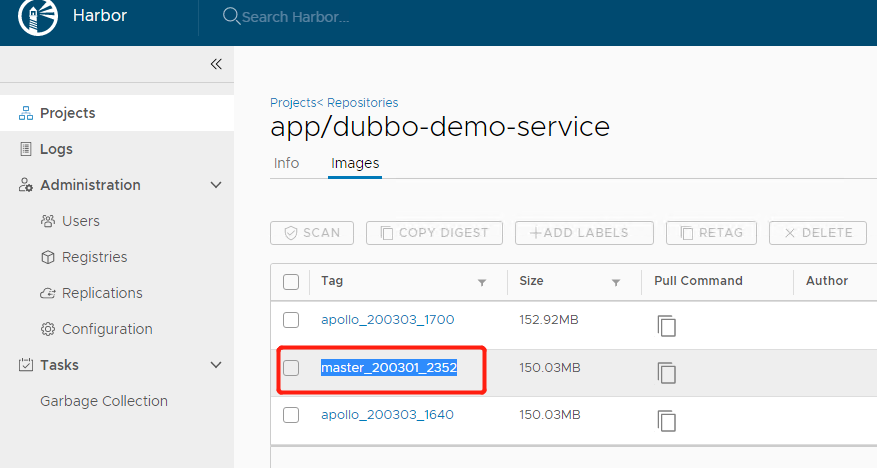 Harbor
Search Harbor...
Projects
Logs
Administration
Users
Registries
Replications
Configuration
Tasks
Garbage Collection
Projects< Repositories
app/dubbo-demo-service
Info Images
SCAN COPY DIGEST +ADD LABELS RETAG × DELETE
Tag Size Pull Command Author
apollo_200303_1700 152.92MB
master_200301_2352 150.03MB
apollo_200303_1640 150.03MB